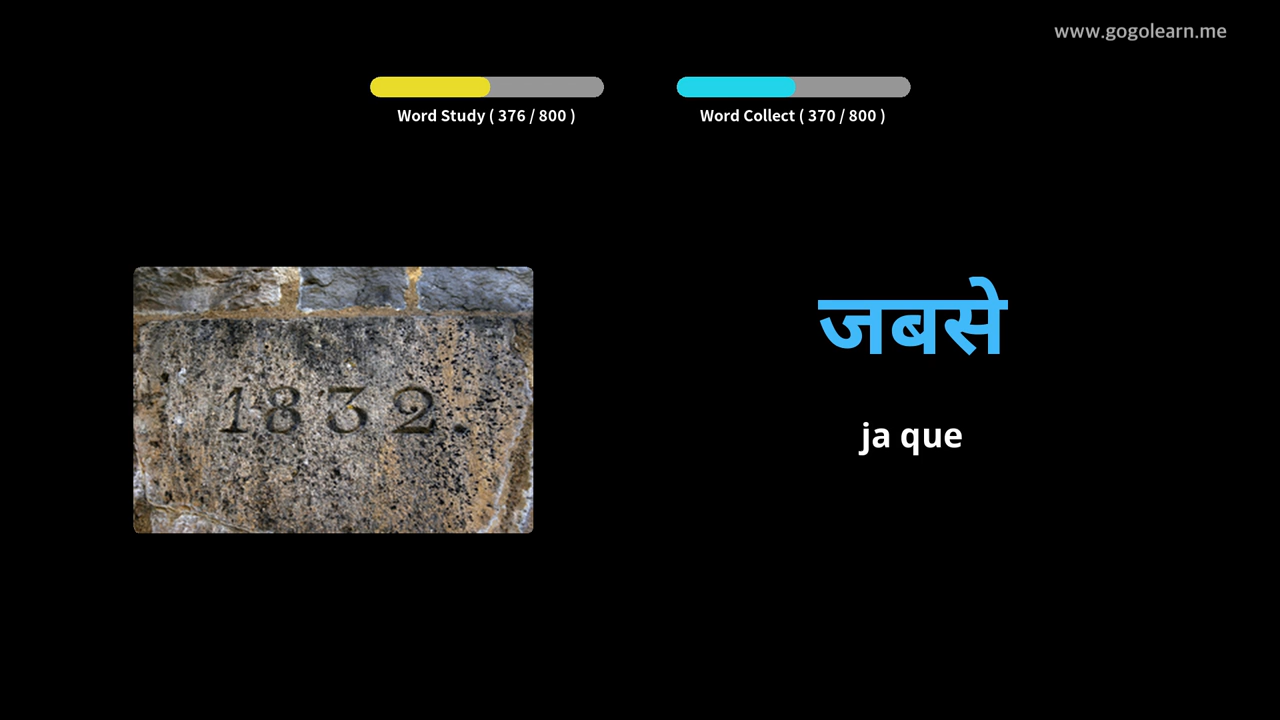 www.gogolearn.me
Word Study ( 376 / 800 )
Word Collect ( 370 / 800 )
1832.
जबसे
ja que